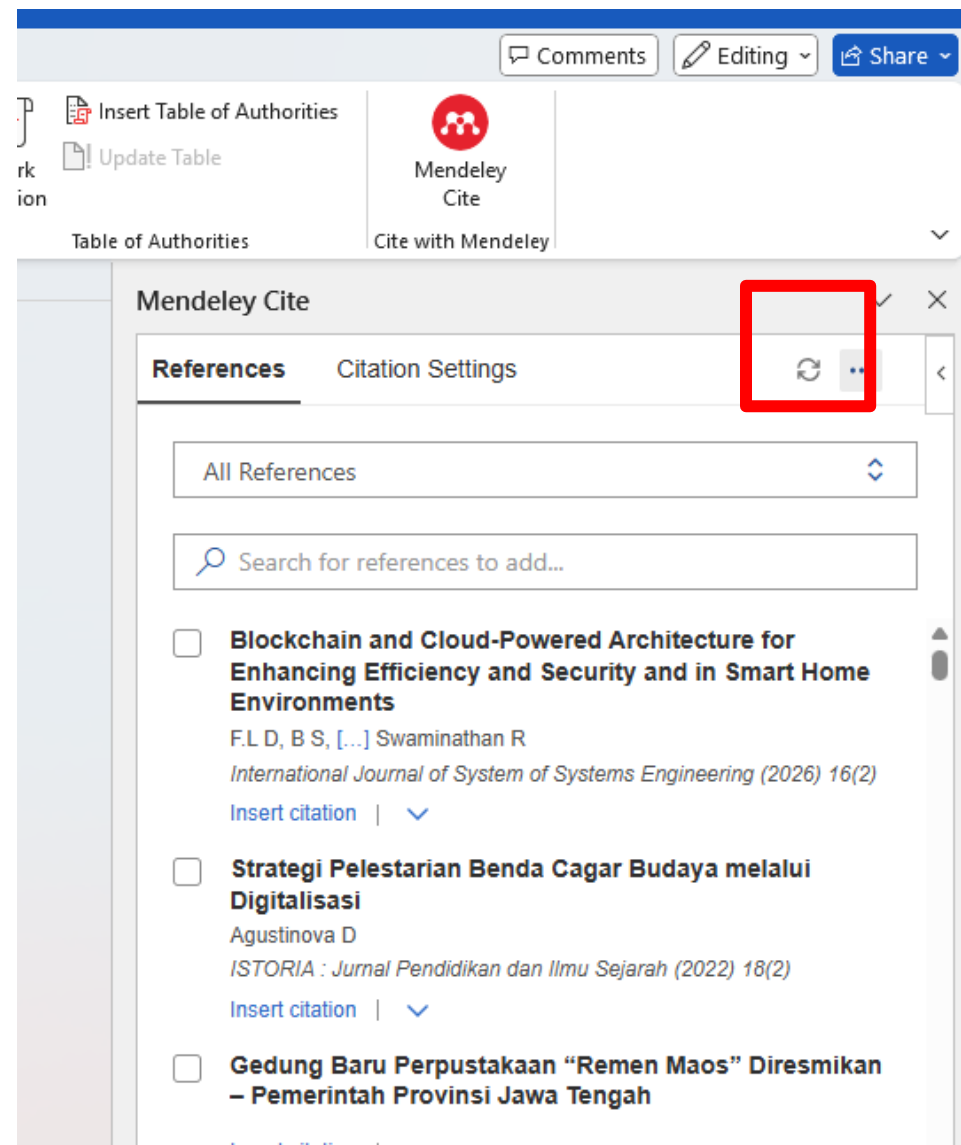 Comments
Editing
Share
Insert Table of Authorities
Update Table
rk
ion
Mendeley
Cite
Table of Authorities
Cite with Mendeley
Mendeley Cite
References
Citation Settings
All References
Search for references to add...
Blockchain and Cloud-Powered Architecture for
Enhancing Efficiency and Security and in Smart Home
Environments
F.L D, B S, [...] Swaminathan R
International Journal of System of Systems Engineering (2026) 16(2)
Insert citation |
Strategi Pelestarian Benda Cagar Budaya melalui
Digitalisasi
Agustinova D
ISTORIA : Jurnal Pendidikan dan Ilmu Sejarah (2022) 18(2)
Insert citation |
Gedung Baru Perpustakaan “Remen Maos” Diresmikan
– Pemerintah Provinsi Jawa Tengah